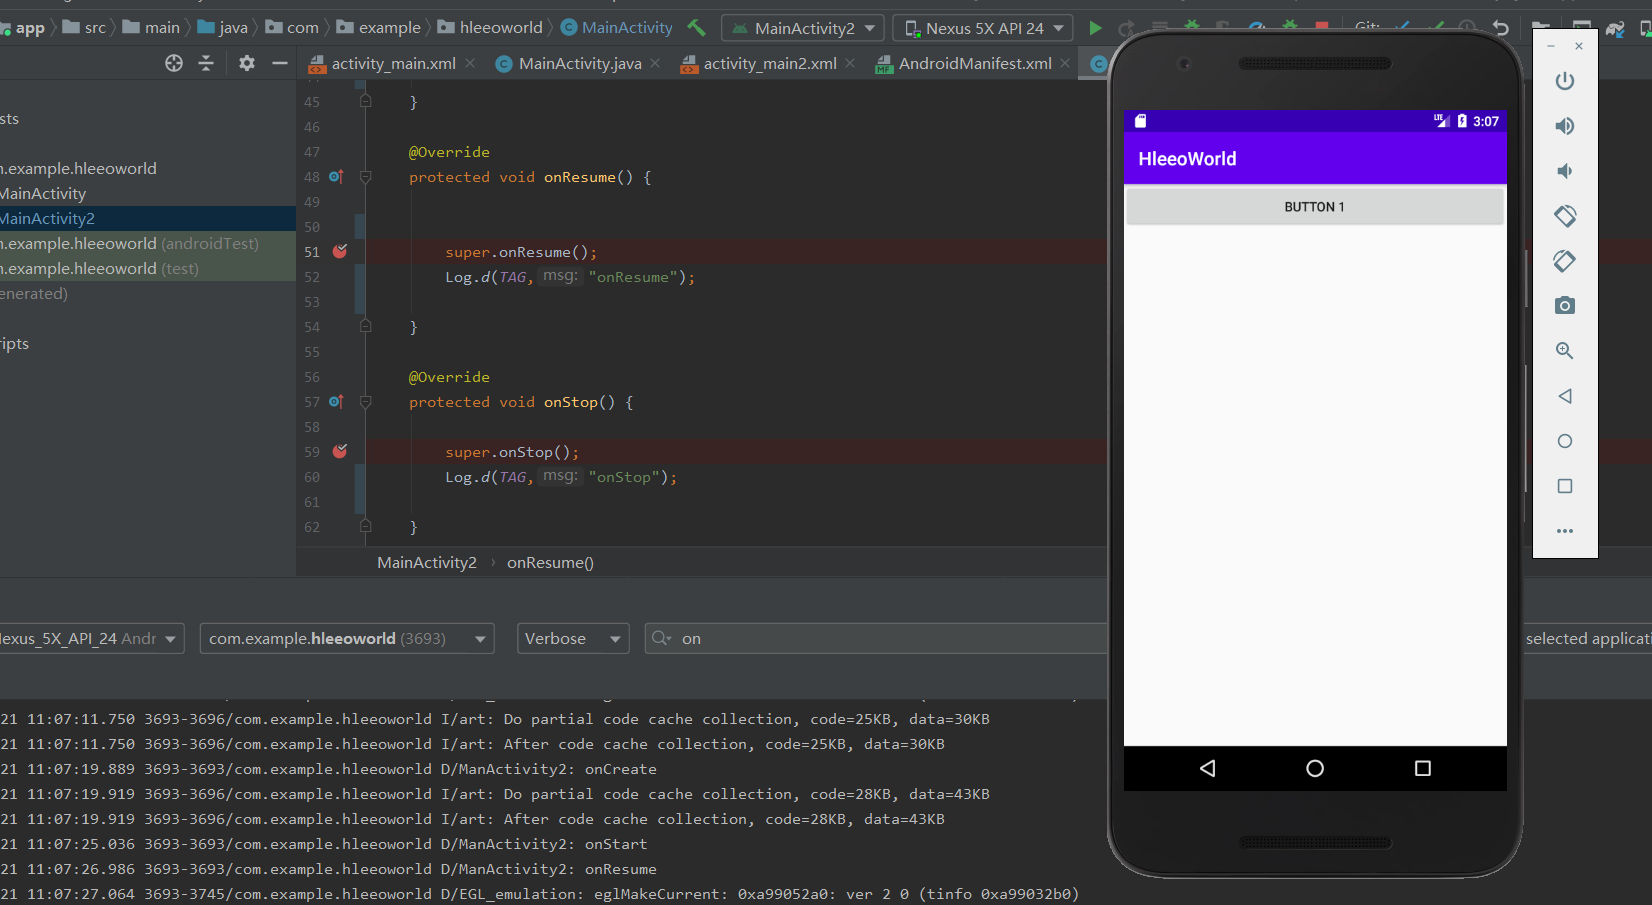 app src main java com example hleeoworld MainActivity MainActivity2 Nexus 5X API 24 Git:
activity_main.xml MainActivity.java activity_main2.xml AndroidManifest.xml
sts
n.example.hleeoworld
MainActivity
MainActivity2
n.example.hleeoworld (androidTest)
n.example.hleeoworld (test)
enerated)
ripts
45 }
46
47 @Override
48 protected void onResume() {
49
50
51 super.onResume();
52 Log.d(TAG, msg: "onResume");
53
54 }
55
56 @Override
57 protected void onStop() {
58
59 super.onStop();
60 Log.d(TAG, msg: "onStop");
61
62 }
MainActivity2 › onResume()
LTE 3:07
HleeoWorld
BUTTON 1
lexus_5X_API_24 Andr com.example.hleeoworld (3693) Verbose on selected applicati
21 11:07:11.750 3693-3696/com.example.hleeoworld I/art: Do partial code cache collection, code=25KB, data=30KB
21 11:07:11.750 3693-3696/com.example.hleeoworld I/art: After code cache collection, code=25KB, data=30KB
21 11:07:19.889 3693-3693/com.example.hleeoworld D/ManActivity2: onCreate
21 11:07:19.919 3693-3696/com.example.hleeoworld I/art: Do partial code cache collection, code=28KB, data=43KB
21 11:07:19.919 3693-3696/com.example.hleeoworld I/art: After code cache collection, code=28KB, data=43KB
21 11:07:25.036 3693-3693/com.example.hleeoworld D/ManActivity2: onStart
21 11:07:26.986 3693-3693/com.example.hleeoworld D/ManActivity2: onResume
21 11:07:27.064 3693-3745/com.example.hleeoworld D/EGL_emulation: eglMakeCurrent: 0xa99052a0: ver 2 0 (tinfo 0xa99032b0)